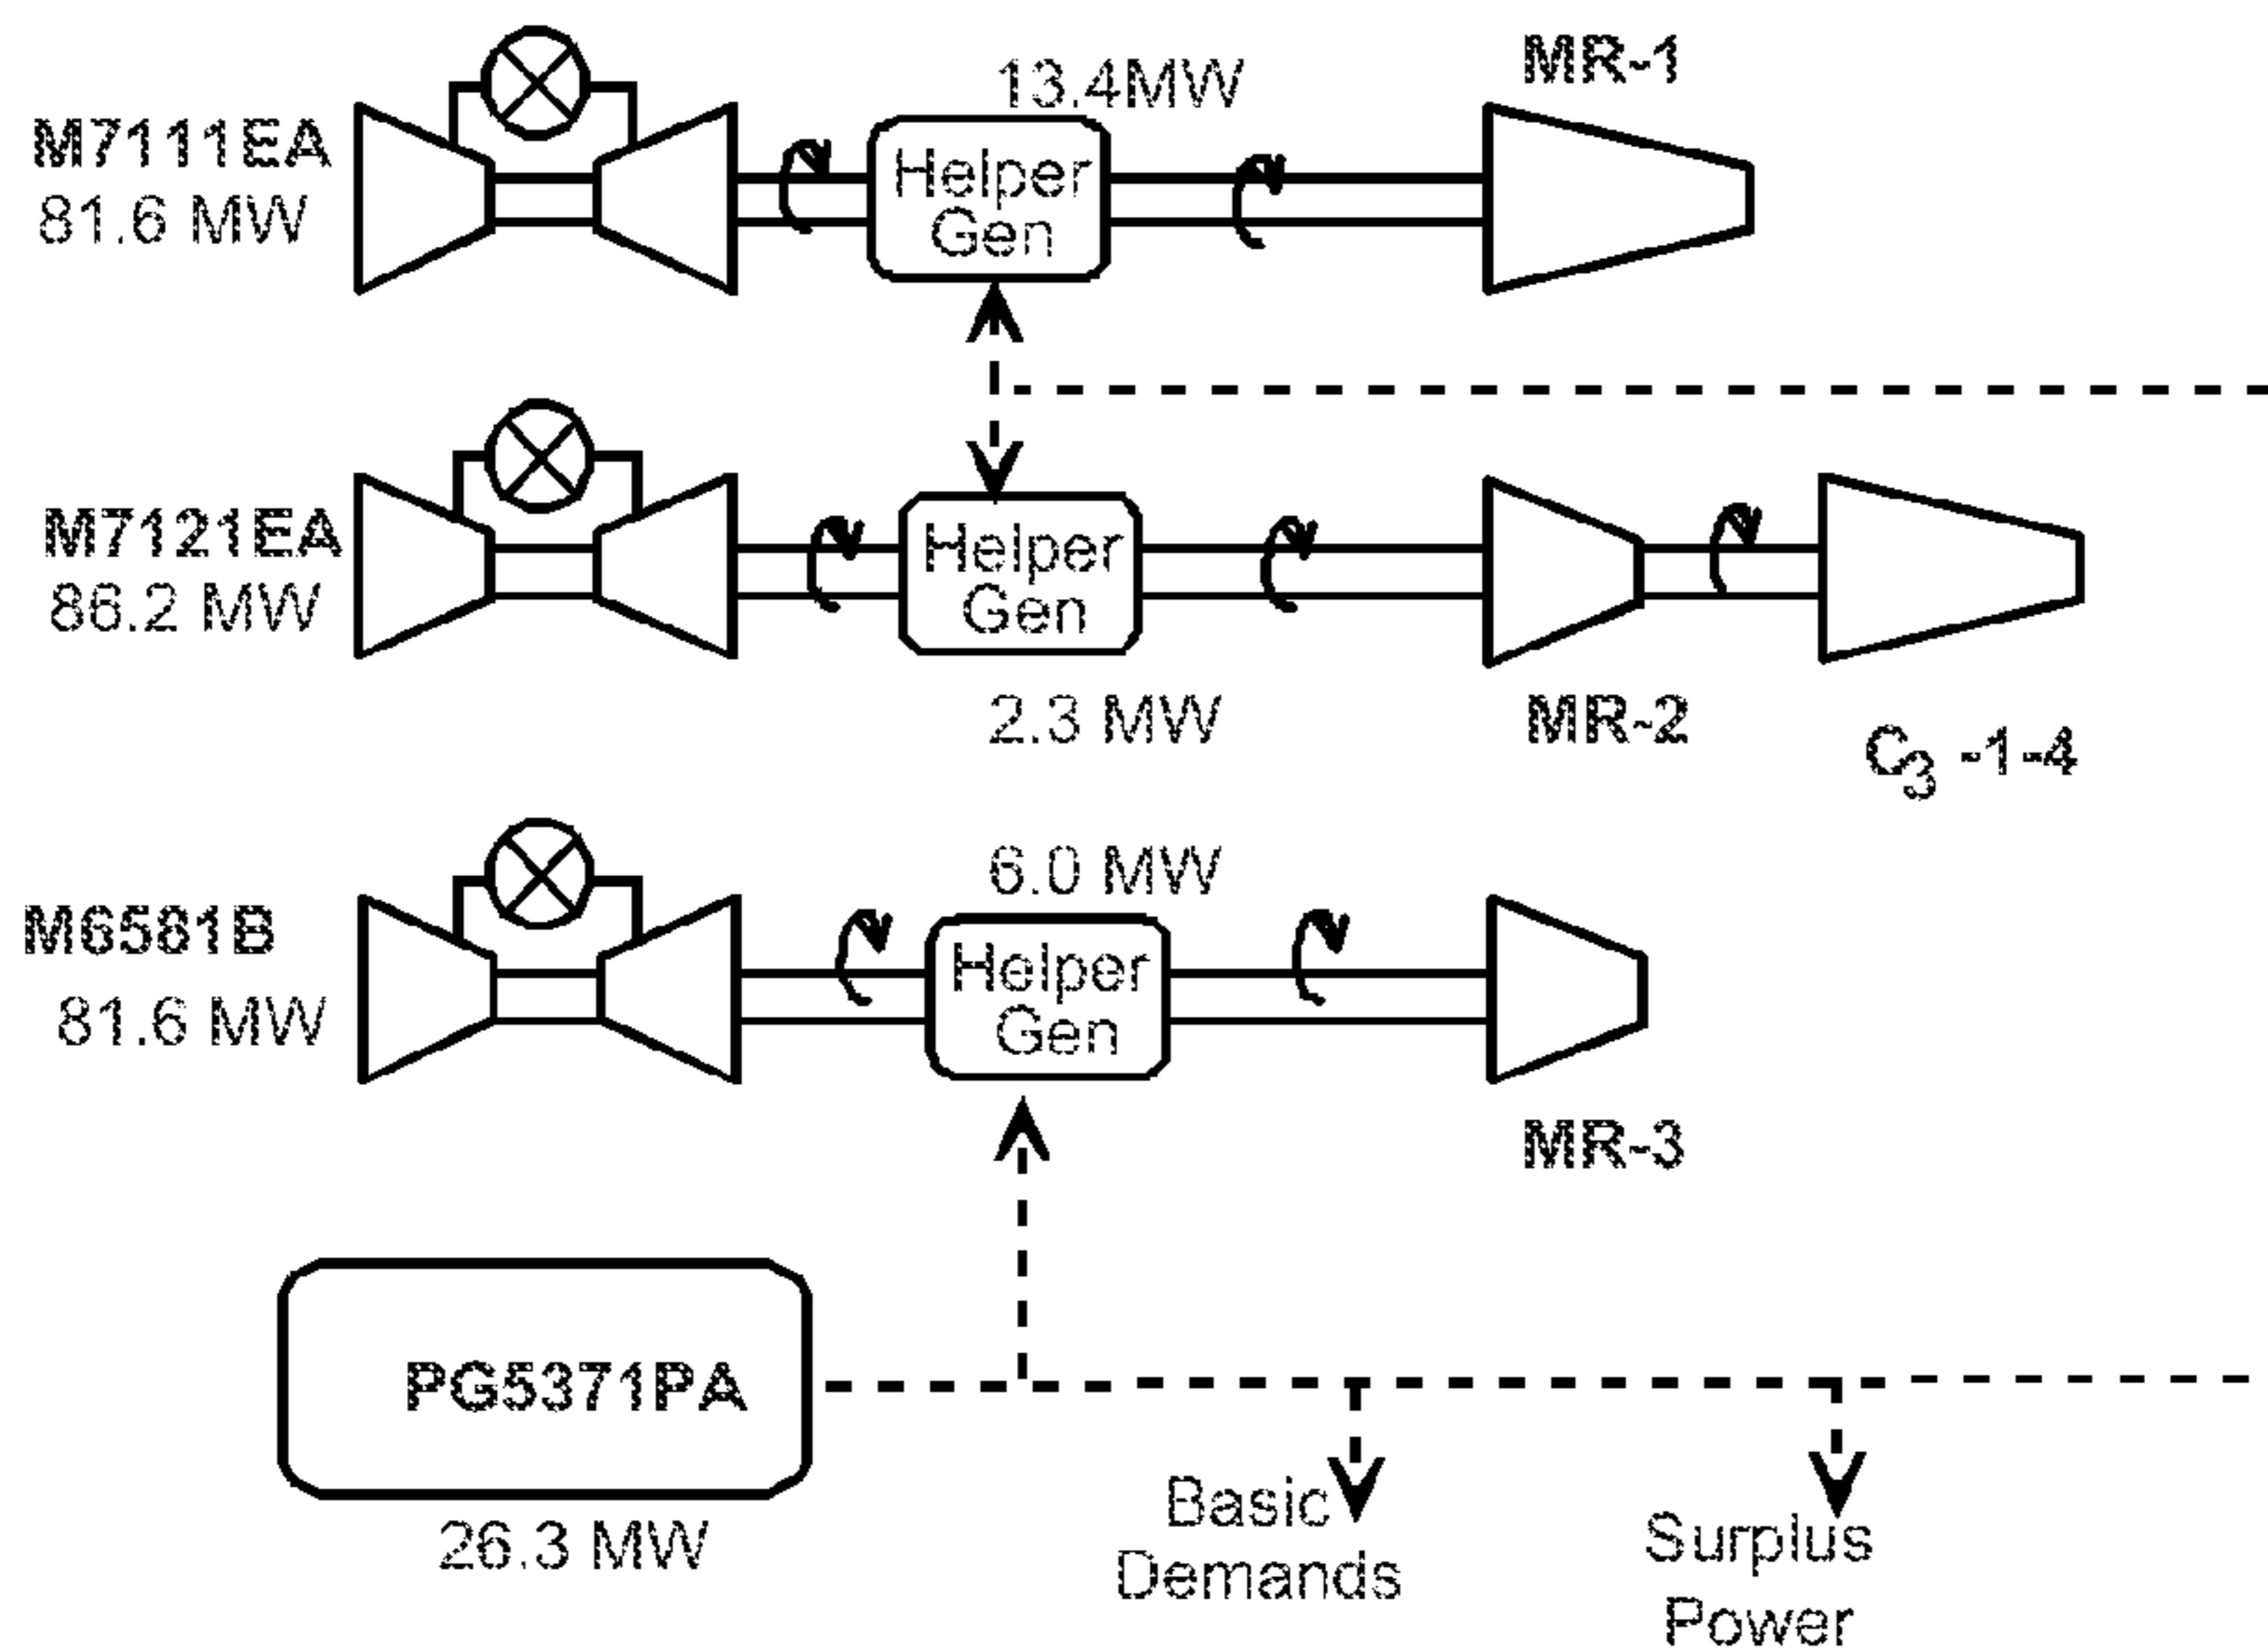 MR-1
13.4MW
M7111EA
81.6 MW
Helper
Gen
M7121EA
86.2 MW
Helper
Gen
2.3 MW
MR-2
C3 -1-4
6.0 MW
M6581B
81.6 MW
Helper
Gen
MR-3
PG5371PA
26.3 MW
Basic
Demands
Surplus
Power